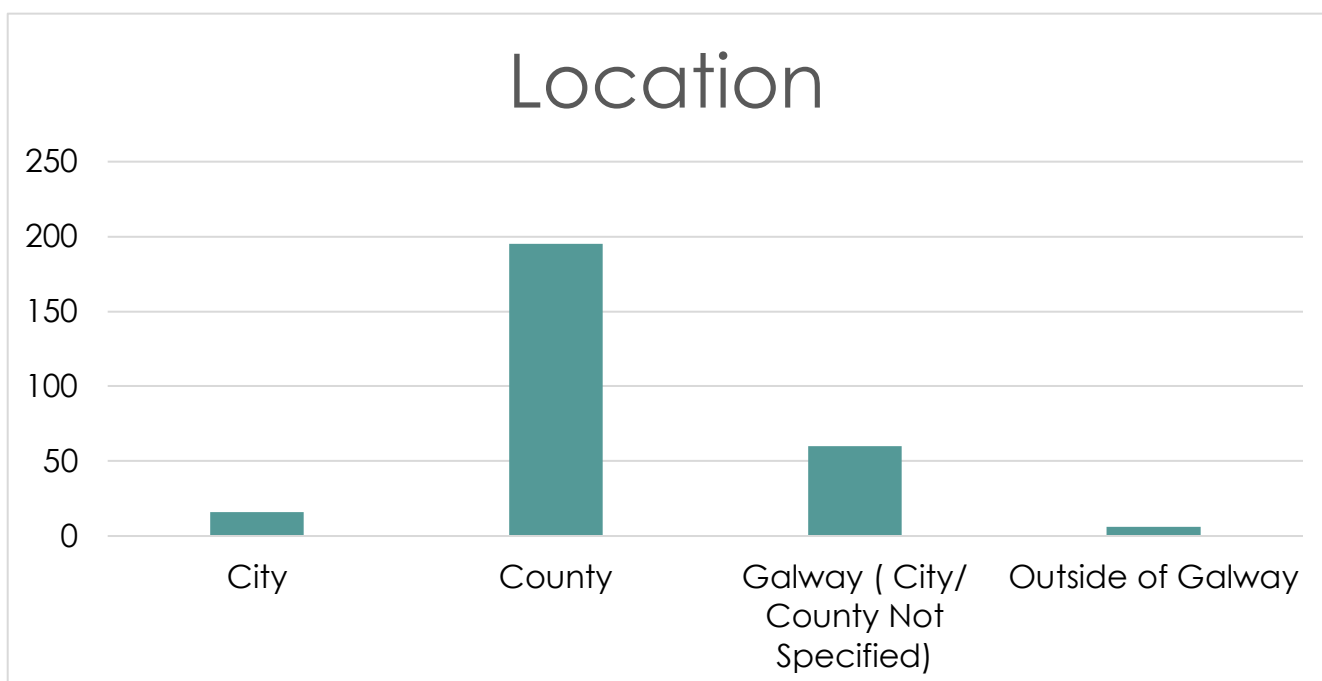 Location
250
200
150
100
50
0
City
County
Galway ( City/
County Not
Specified)
Outside of Galway